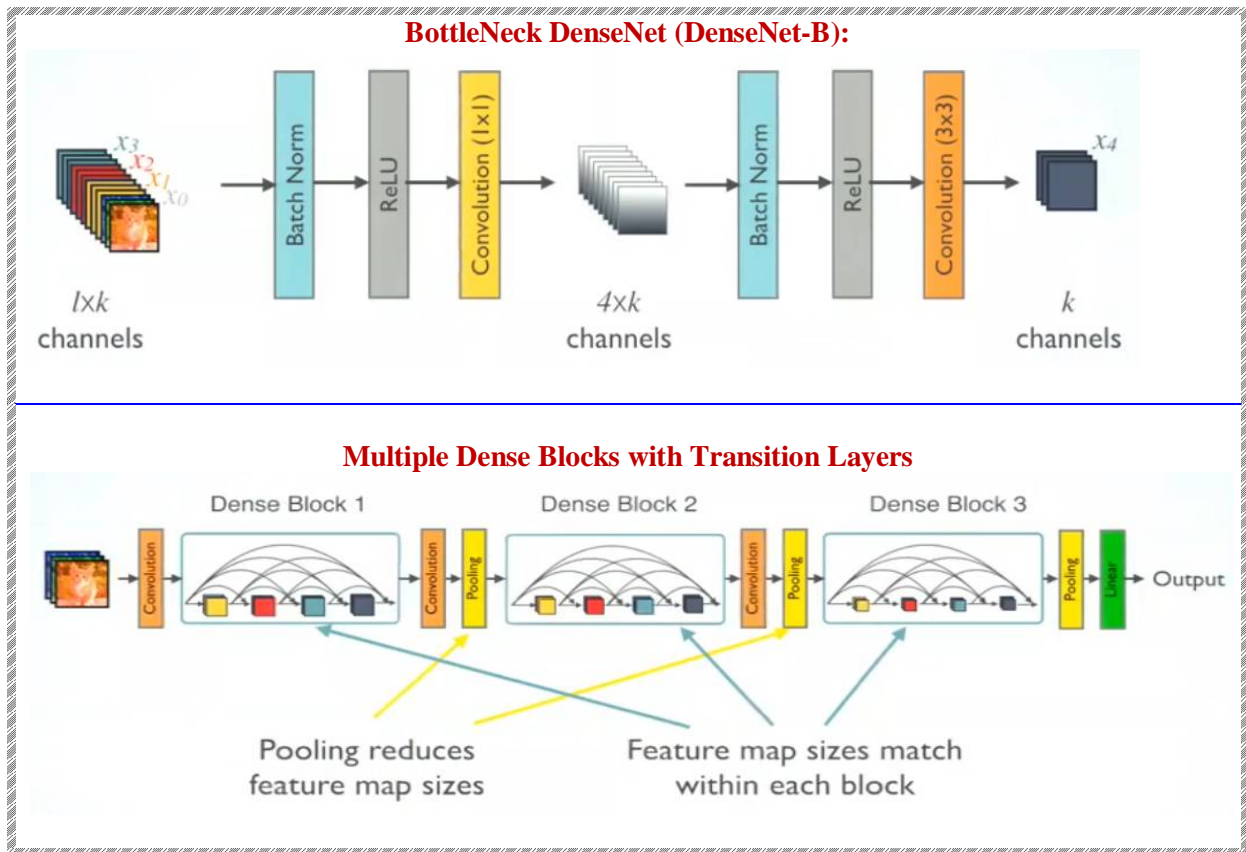 BottleNeck DenseNet (DenseNet-B):
x3
x2
x1
x0
Batch Norm
ReLU
Convolution (1x1)
Batch Norm
ReLU
Convolution (3x3)
x4
l×k
channels
4×k
channels
k
channels
Multiple Dense Blocks with Transition Layers
Dense Block 1
Dense Block 2
Dense Block 3
Convolution
Convolution
Pooling
Convolution
Pooling
Pooling
Linear
Output
Pooling reduces
feature map sizes
Feature map sizes match
within each block